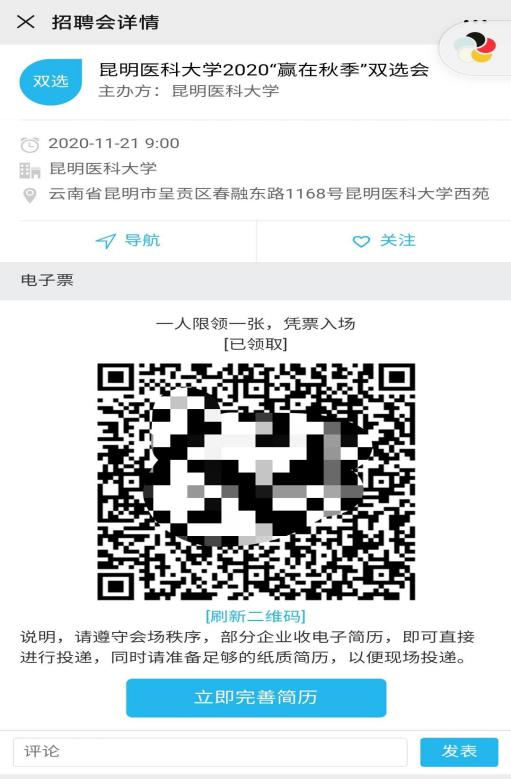 招聘会详情
双选
昆明医科大学2020“赢在秋季”双选会
主办方：昆明医科大学
2020-11-21 9:00
昆明医科大学
云南省昆明市呈贡区春融东路1168号昆明医科大学西苑
导航
关注
电子票
一人限领一张，凭票入场
[已领取]
[刷新二维码]
说明，请遵守会场秩序，部分企业收电子简历，即可直接
进行投递，同时请准备足够的纸质简历，以便现场投递。
立即完善简历
评论
发表